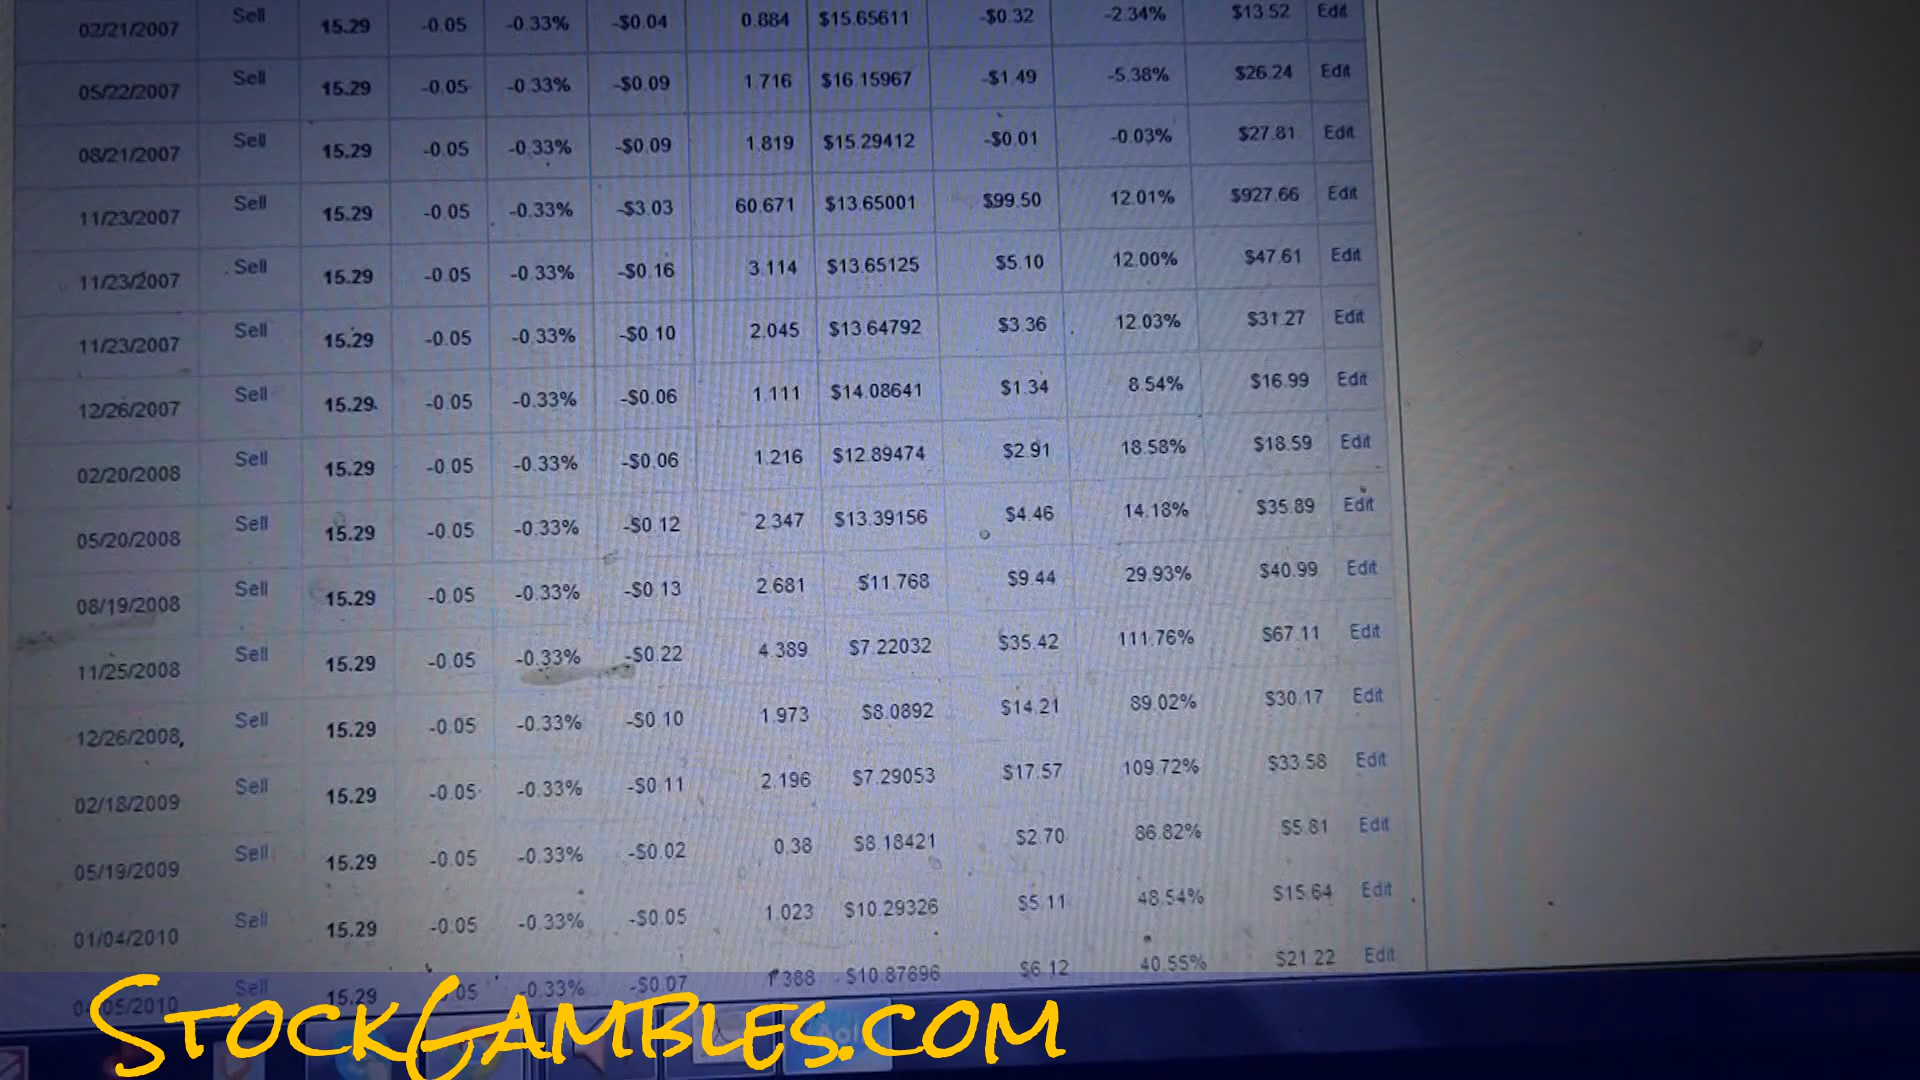 02/21/2007 Sell 15.29 -0.05 -0.33% -$0.04 0.884 $15.65611 -$0.32 -2.34% $13.52 Edit
05/22/2007 Sell 15.29 -0.05 -0.33% -$0.09 1.716 $16.15967 -$1.49 -5.38% $26.24 Edit
08/21/2007 Sell 15.29 -0.05 -0.33% -$0.09 1.819 $15.29412 -$0.01 -0.03% $27.81 Edit
11/23/2007 Sell 15.29 -0.05 -0.33% -$3.03 60.671 $13.65001 $99.50 12.01% $927.66 Edit
11/23/2007 Sell 15.29 -0.05 -0.33% -$0.16 3.114 $13.65125 $5.10 12.00% $47.61 Edit
11/23/2007 Sell 15.29 -0.05 -0.33% -$0.10 2.045 $13.64792 $3.36 12.03% $31.27 Edit
12/26/2007 Sell 15.29 -0.05 -0.33% -$0.06 1.111 $14.08641 $1.34 8.54% $16.99 Edit
02/20/2008 Sell 15.29 -0.05 -0.33% -$0.06 1.216 $12.89474 $2.91 18.58% $18.59 Edit
05/20/2008 Sell 15.29 -0.05 -0.33% -$0.12 2.347 $13.39156 $4.46 14.18% $35.89 Edit
08/19/2008 Sell 15.29 -0.05 -0.33% -$0.13 2.681 $11.768 $9.44 29.93% $40.99 Edit
11/25/2008 Sell 15.29 -0.05 -0.33% -$0.22 4.389 $7.22032 $35.42 111.76% $67.11 Edit
12/26/2008 Sell 15.29 -0.05 -0.33% -$0.10 1.973 $8.0892 $14.21 89.02% $30.17 Edit
02/18/2009 Sell 15.29 -0.05 -0.33% -$0.11 2.196 $7.29053 $17.57 109.72% $33.58 Edit
05/19/2009 Sell 15.29 -0.05 -0.33% -$0.02 0.38 $8.18421 $2.70 86.82% $5.81 Edit
01/04/2010 Sell 15.29 -0.05 -0.33% -$0.05 1.023 $10.29326 $5.11 48.54% $15.64 Edit
Sell 15.29 -0.33% -$0.07 1.388 $10.87896 $6.12 40.55% $21.22 Edit
StockGambles.com